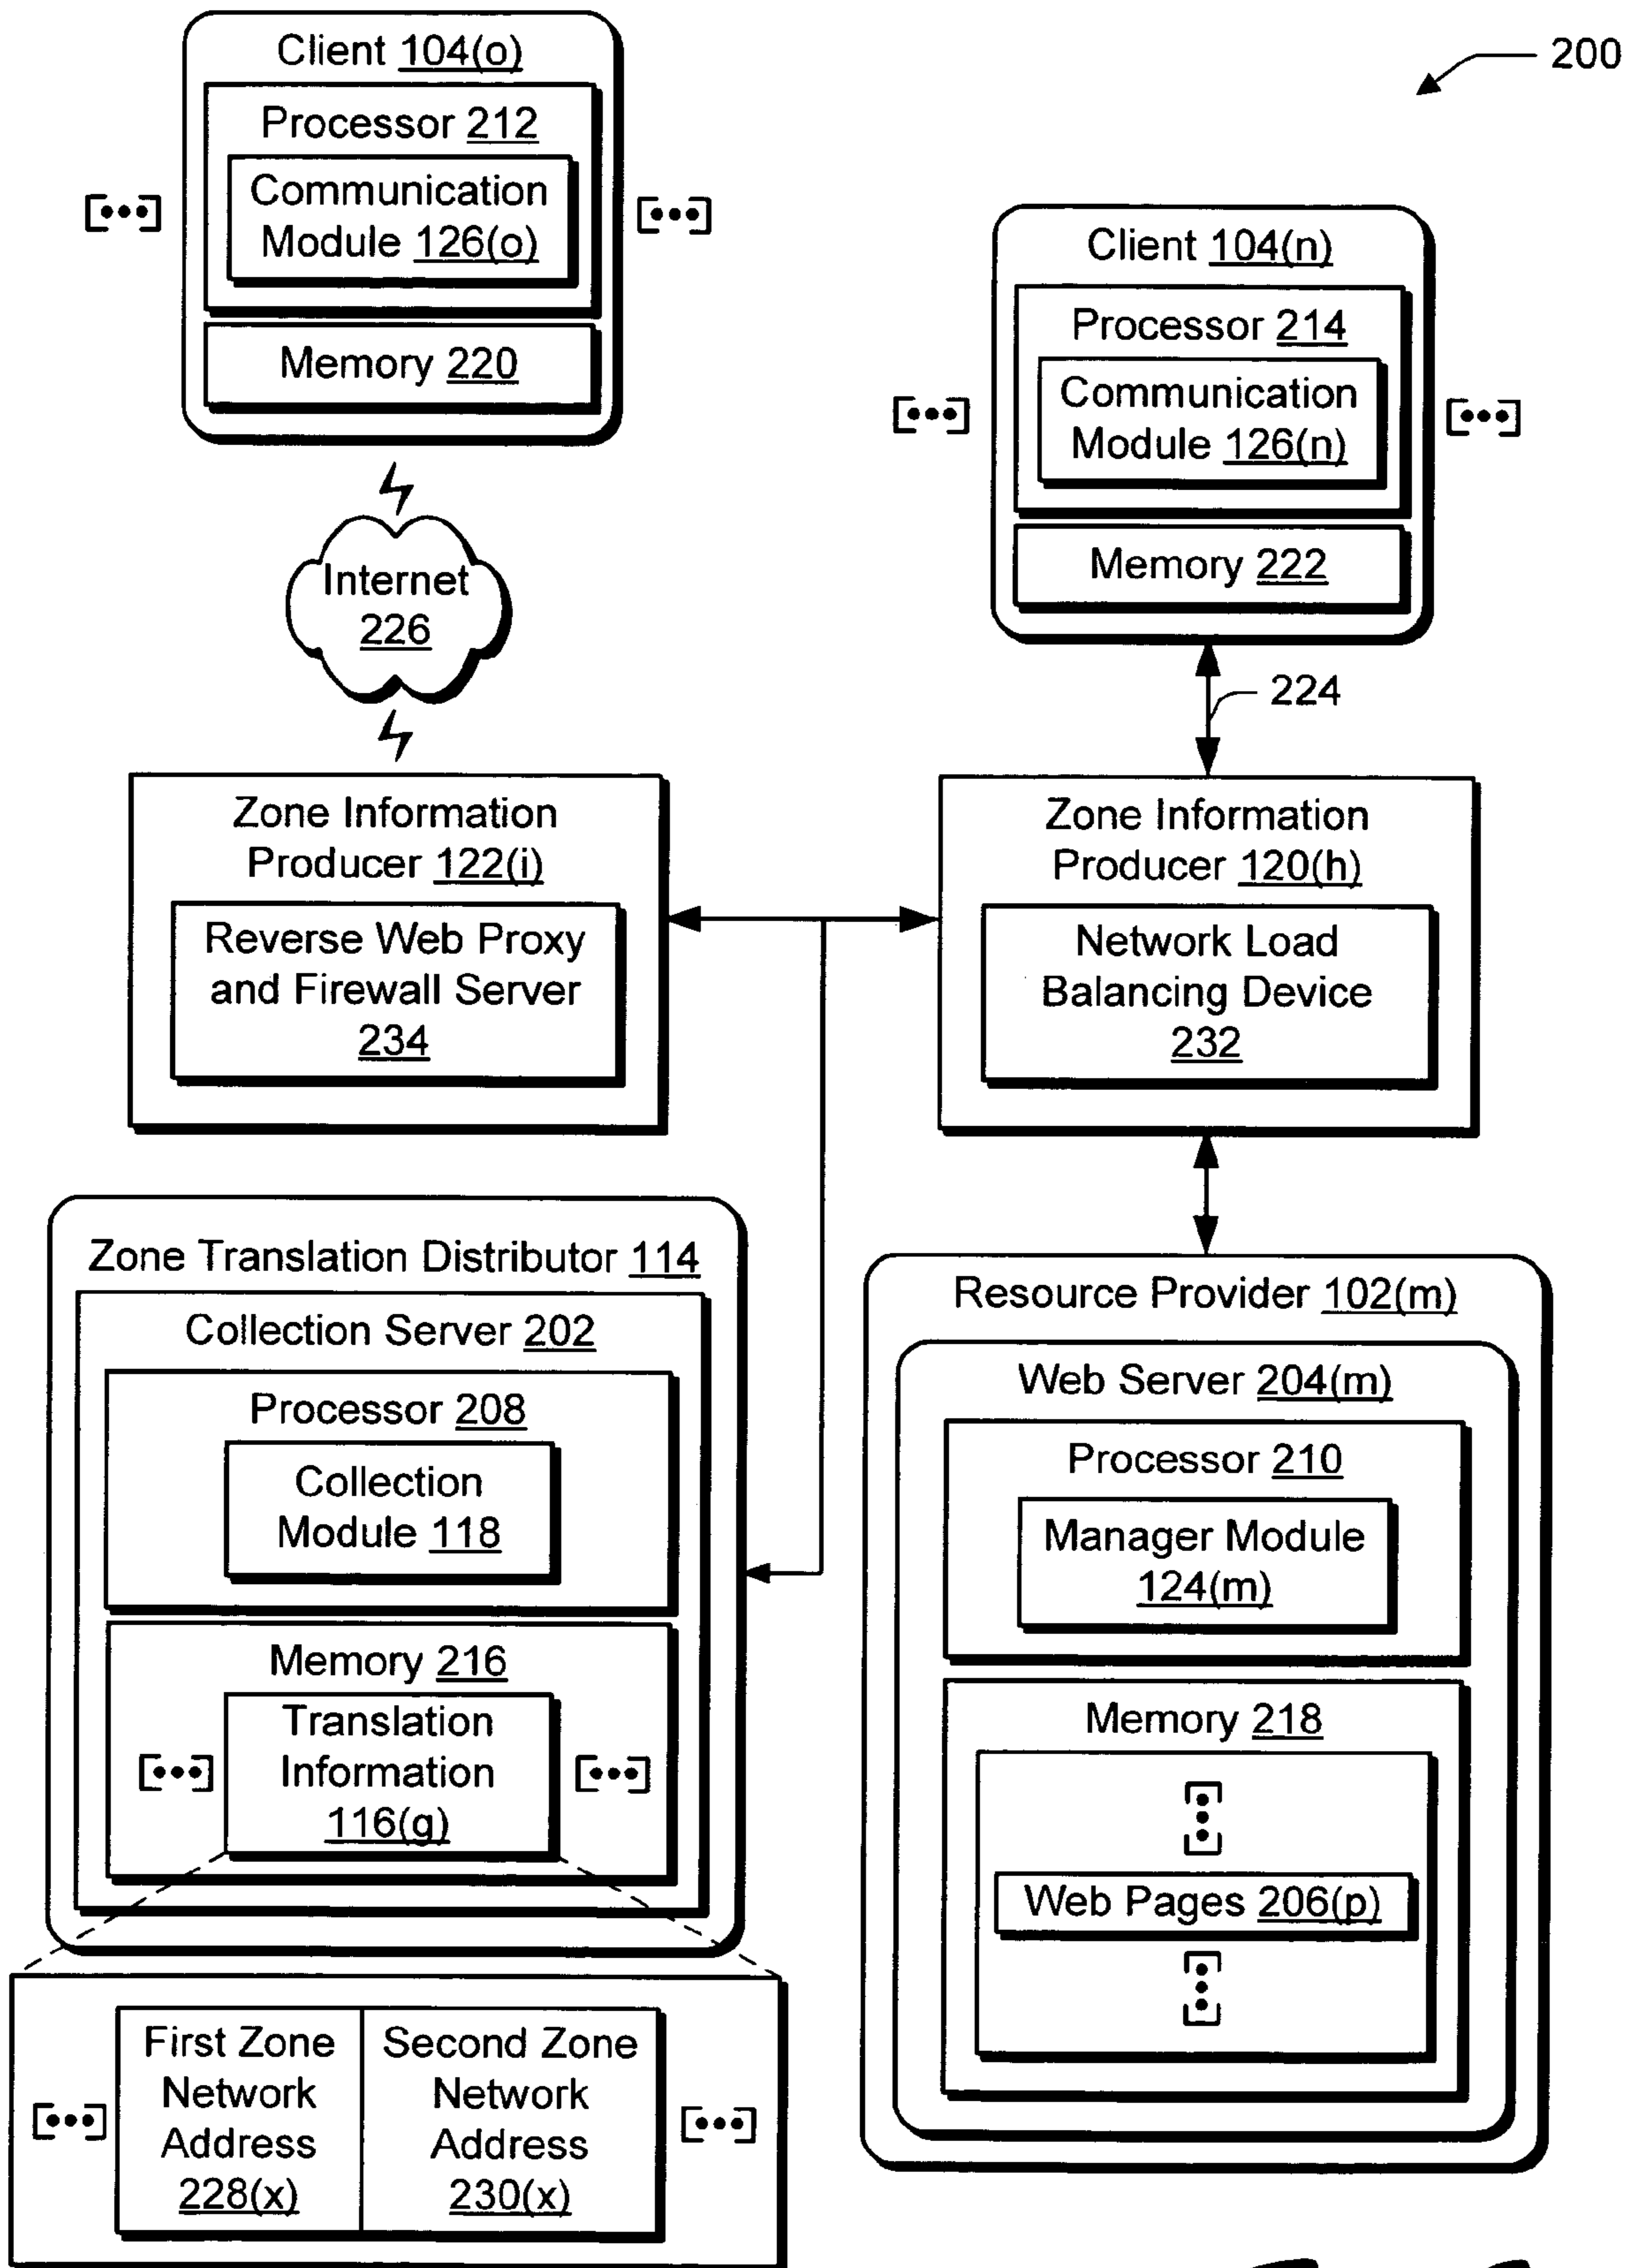 200
Client 104(o)
Processor 212
Communication
Module 126(o)
[•••]
[•••]
Memory 220
Client 104(n)
Processor 214
Communication
Module 126(n)
[•••]
[•••]
Memory 222
Internet
226
224
Zone Information
Producer 122(i)
Reverse Web Proxy
and Firewall Server
234
Zone Information
Producer 120(h)
Network Load
Balancing Device
232
Zone Translation Distributor 114
Collection Server 202
Processor 208
Collection
Module 118
Memory 216
Translation
Information
116(g)
[•••]
[•••]
First Zone
Network
Address
228(x)
Second Zone
Network
Address
230(x)
[•••]
[•••]
Resource Provider 102(m)
Web Server 204(m)
Processor 210
Manager Module
124(m)
Memory 218
[•••]
Web Pages 206(p)
[•••]